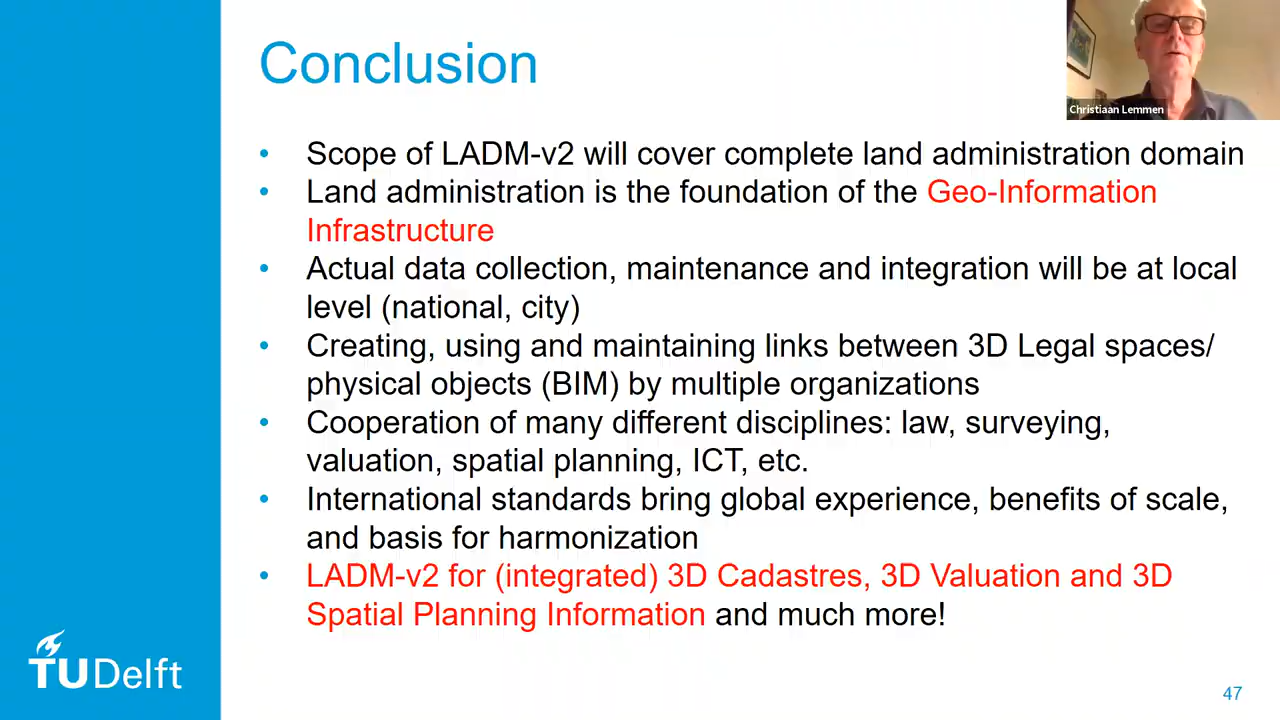 Conclusion
Christiaan Lemmen
• Scope of LADM-v2 will cover complete land administration domain
• Land administration is the foundation of the Geo-Information
Infrastructure
• Actual data collection, maintenance and integration will be at local
level (national, city)
• Creating, using and maintaining links between 3D Legal spaces/
physical objects (BIM) by multiple organizations
• Cooperation of many different disciplines: law, surveying,
valuation, spatial planning, ICT, etc.
• International standards bring global experience, benefits of scale,
and basis for harmonization
• LADM-v2 for (integrated) 3D Cadastres, 3D Valuation and 3D
Spatial Planning Information and much more!
TUDelft
47